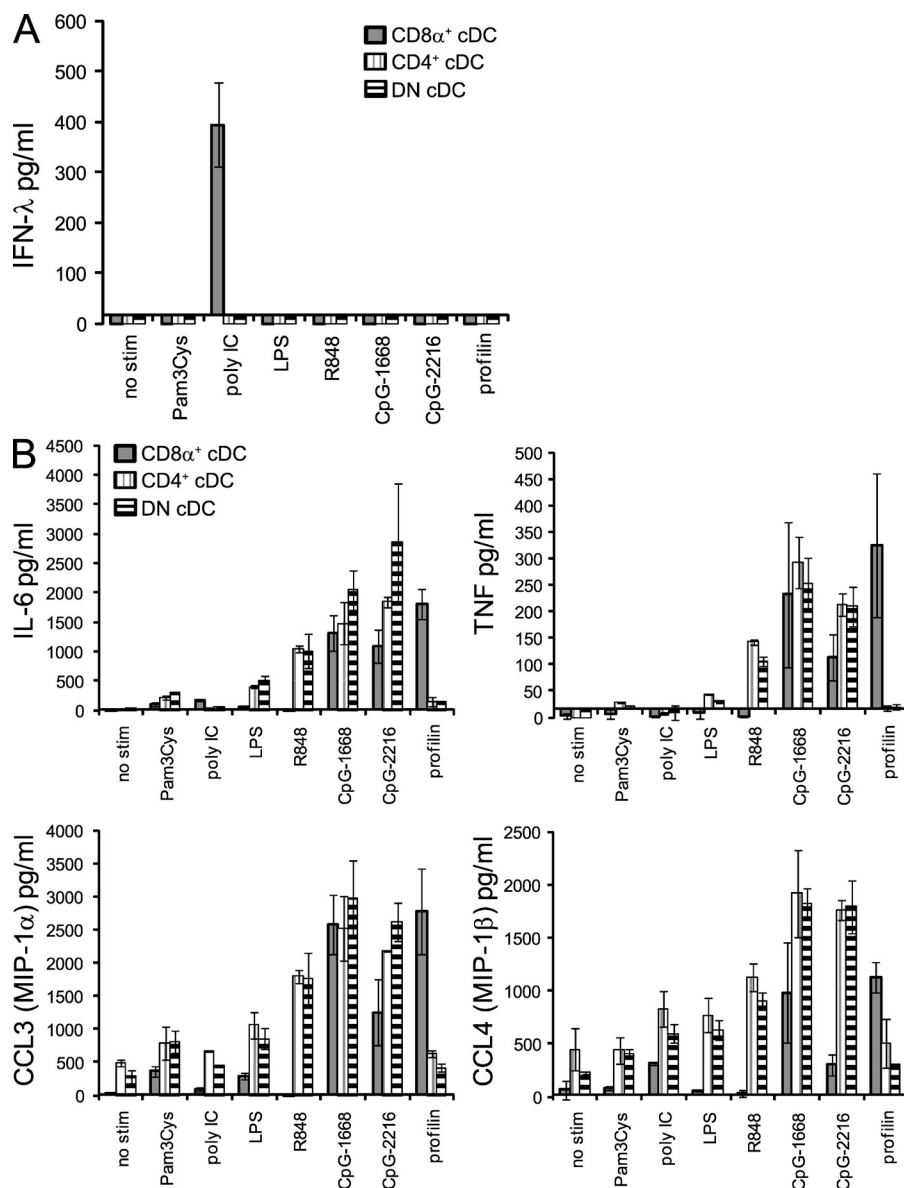 A
IFN-λ pg/ml
600
500
400
300
200
100
0
CD8α+ cDC
CD4+ cDC
DN cDC
no stim
Pam3Cys
poly IC
LPS
R848
CpG-1668
CpG-2216
profilin
B
IL-6 pg/ml
4500
4000
3500
3000
2500
2000
1500
1000
500
0
CD8α+ cDC
CD4+ cDC
DN cDC
no stim
Pam3Cys
poly IC
LPS
R848
CpG-1668
CpG-2216
profilin
TNF pg/ml
500
450
400
350
300
250
200
150
100
50
0
no stim
Pam3Cys
poly IC
LPS
R848
CpG-1668
CpG-2216
profilin
CCL3 (MIP-1α) pg/ml
4000
3500
3000
2500
2000
1500
1000
500
0
no stim
Pam3Cys
poly IC
LPS
R848
CpG-1668
CpG-2216
profilin
CCL4 (MIP-1β) pg/ml
2500
2000
1500
1000
500
0
no stim
Pam3Cys
poly IC
LPS
R848
CpG-1668
CpG-2216
profilin